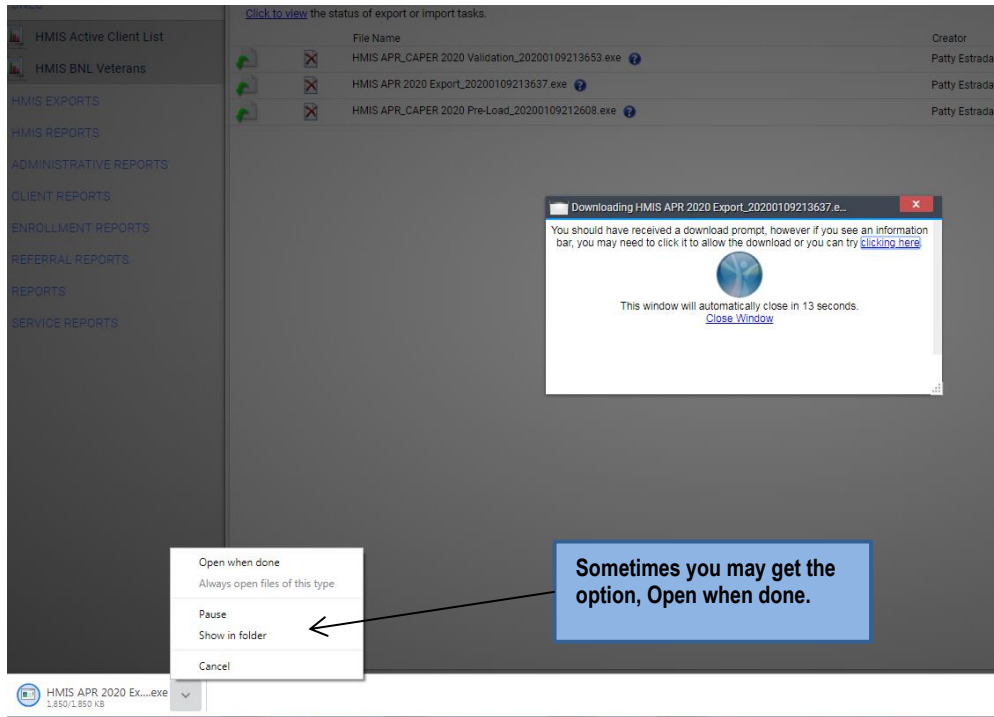 Click to view the status of export or import tasks.
HMIS Active Client List
File Name
Creator
HMIS APR_CAPER 2020 Validation_20200109213653.exe
Patty Estrada
HMIS BNL Veterans
HMIS APR 2020 Export_20200109213637.exe
Patty Estrada
HMIS EXPORTS
HMIS APR_CAPER 2020 Pre-Load_20200109212608.exe
Patty Estrada
HMIS REPORTS
ADMINISTRATIVE REPORTS
CLIENT REPORTS
ENROLLMENT REPORTS
REFERRAL REPORTS
REPORTS
SERVICE REPORTS
Downloading HMIS APR 2020 Export_20200109213637.e...
X
You should have received a download prompt, however if you see an information
bar, you may need to click it to allow the download or you can try clicking here.
This window will automatically close in 13 seconds.
Close Window
Open when done
Always open files of this type
Pause
Show in folder
Cancel
Sometimes you may get the
option, Open when done.
HMIS APR 2020 Ex....exe
1,850/1,850 KB